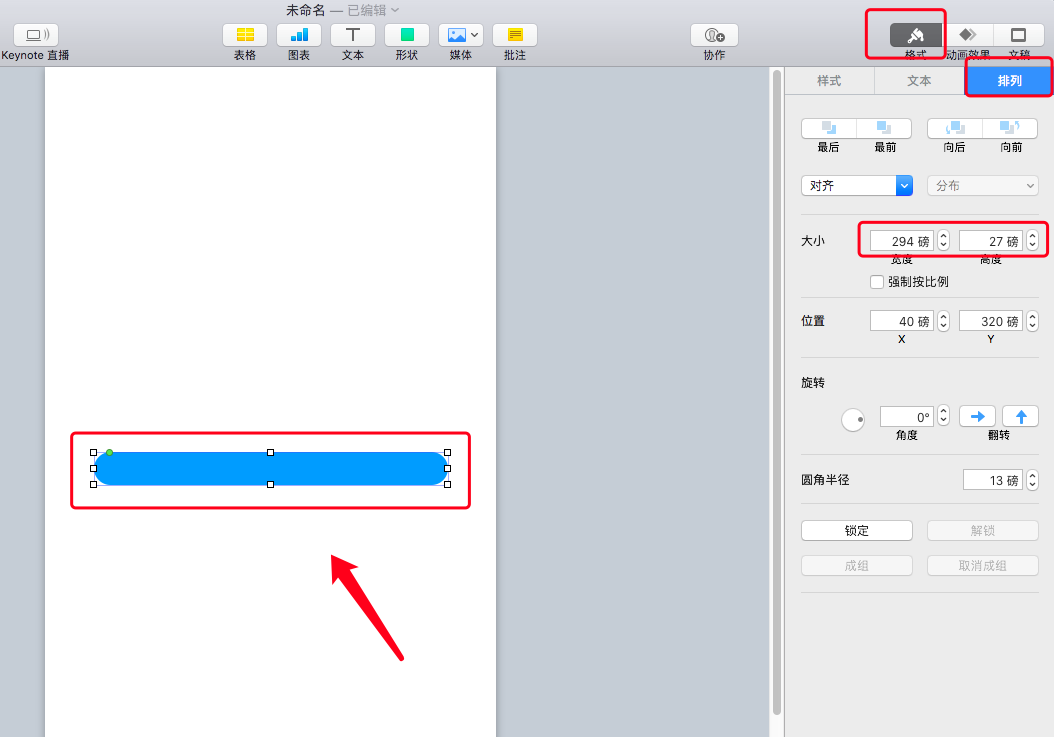 未命名 — 已编辑
Keynote 直播
表格
图表
文本
形状
媒体
批注
协作
格式
动画效果
文稿
样式
文本
排列
最后
最前
向后
向前
对齐
分布
大小
294 磅
27 磅
宽度
高度
强制按比例
位置
40 磅
320 磅
X
Y
旋转
0°
角度
翻转
圆角半径
13 磅
锁定
解锁
成组
取消成组